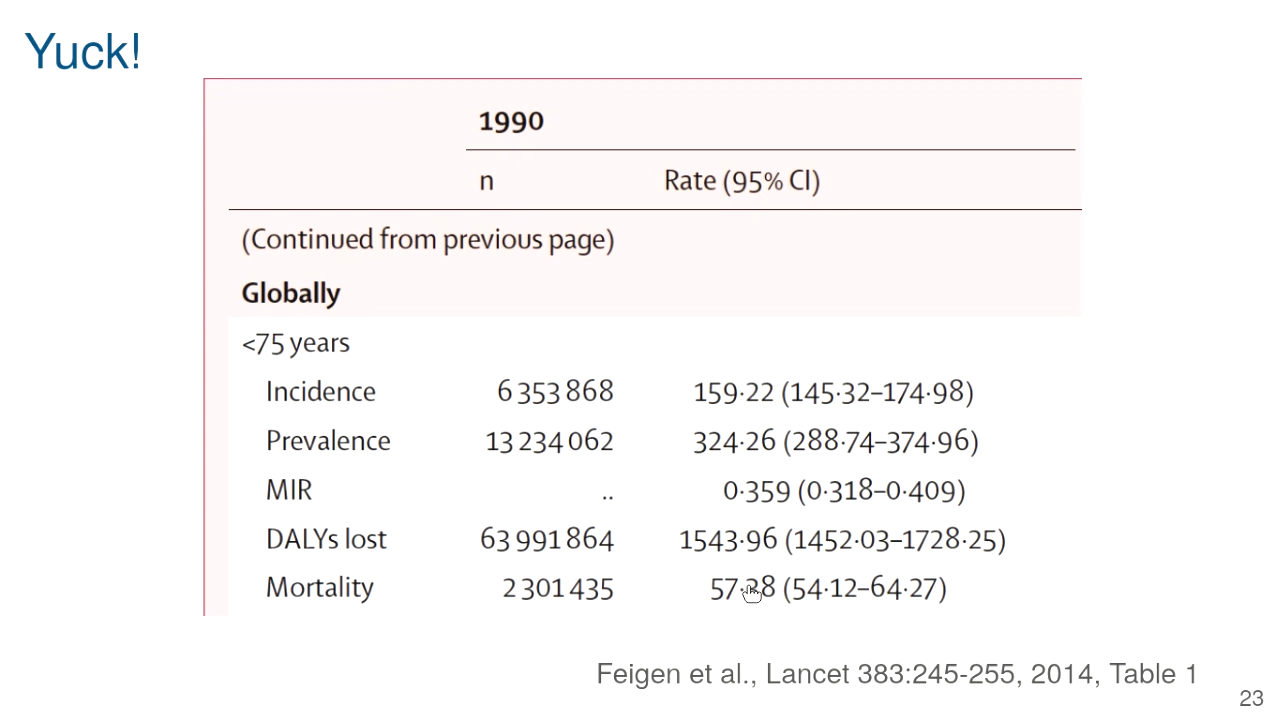 Yuck!
1990
n Rate (95% CI)
(Continued from previous page)
Globally
<75 years
Incidence 6 353 868 159·22 (145·32–174·98)
Prevalence 13 234 062 324·26 (288·74–374·96)
MIR .. 0·359 (0·318–0·409)
DALYs lost 63 991 864 1543·96 (1452·03–1728·25)
Mortality 2 301 435 (54·12–64·27)
Feigen et al., Lancet 383:245-255, 2014, Table 1
23